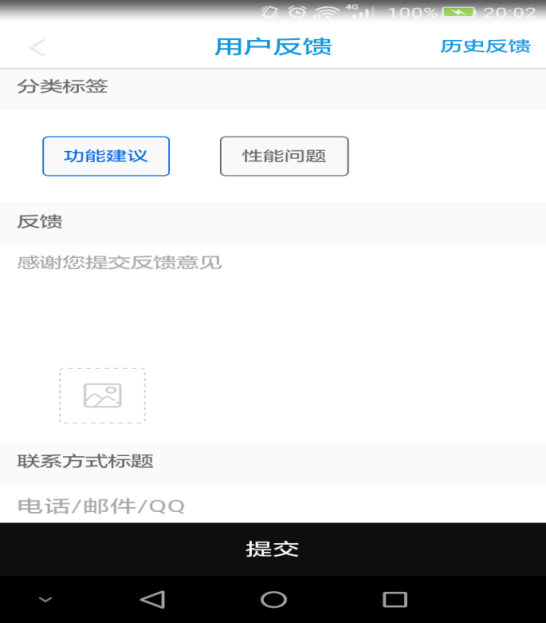 4G 100% 20:02
用户反馈 历史反馈
分类标签
功能建议 性能问题
反馈
感谢您提交反馈意见
联系方式标题
电话/邮件/QQ
提交